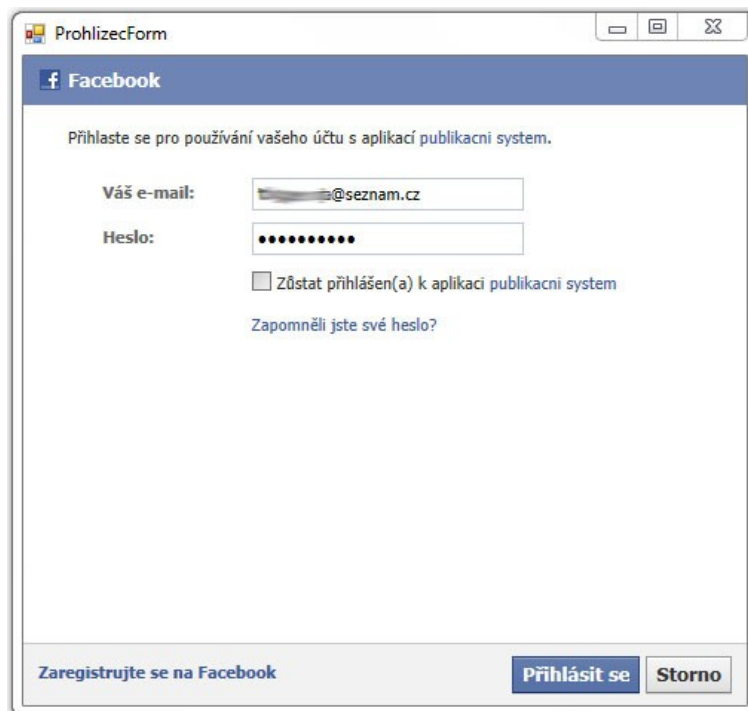 ProhlizecForm
Facebook
Přihlaste se pro používání vašeho účtu s aplikací publikacni system.
Váš e-mail: @seznam.cz
Heslo: ••••••••••
Zůstat přihlášen(a) k aplikaci publikacni system
Zapomněli jste své heslo?
Zaregistrujte se na Facebook Přihlásit se Storno